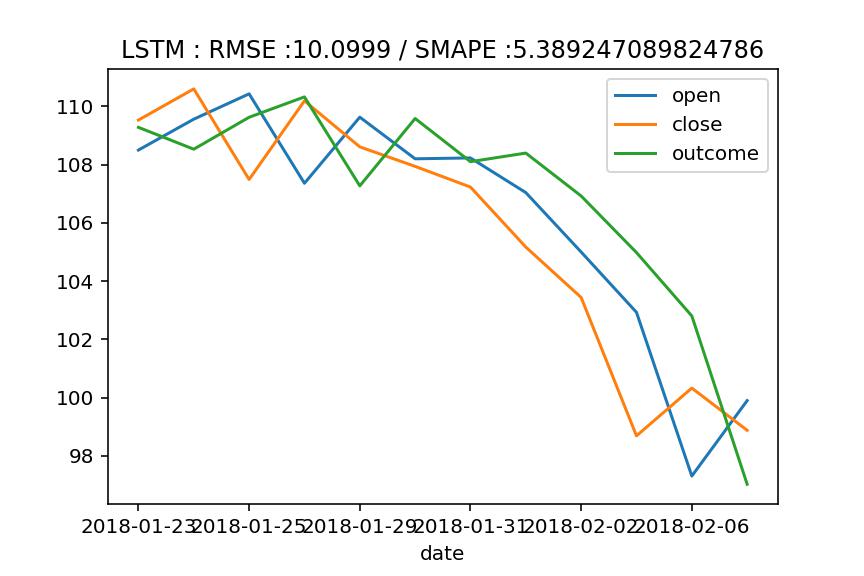 LSTM : RMSE :10.0999 / SMAPE :5.389247089824786
open
close
outcome
110
108
106
104
102
100
98
2018-01-23 2018-01-25 2018-01-29 2018-01-31 2018-02-02 2018-02-06
date